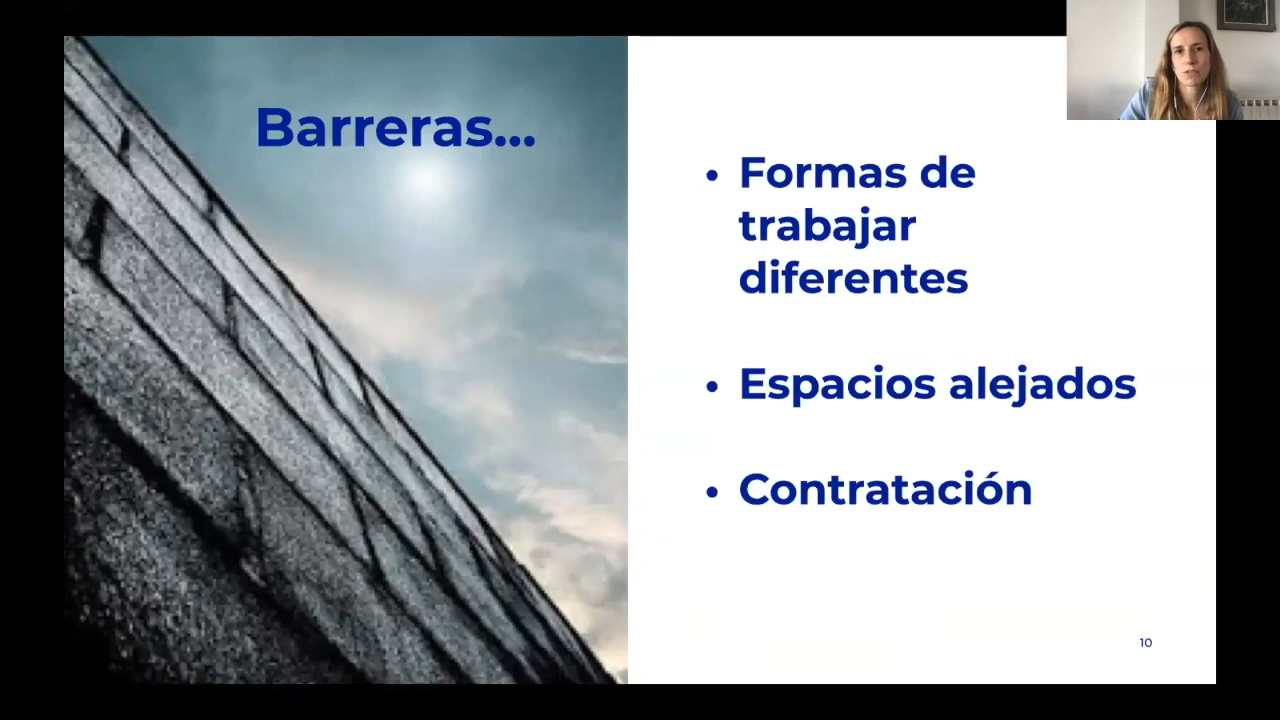 Barreras...
• Formas de
trabajar
diferentes
• Espacios alejados
• Contratación
10